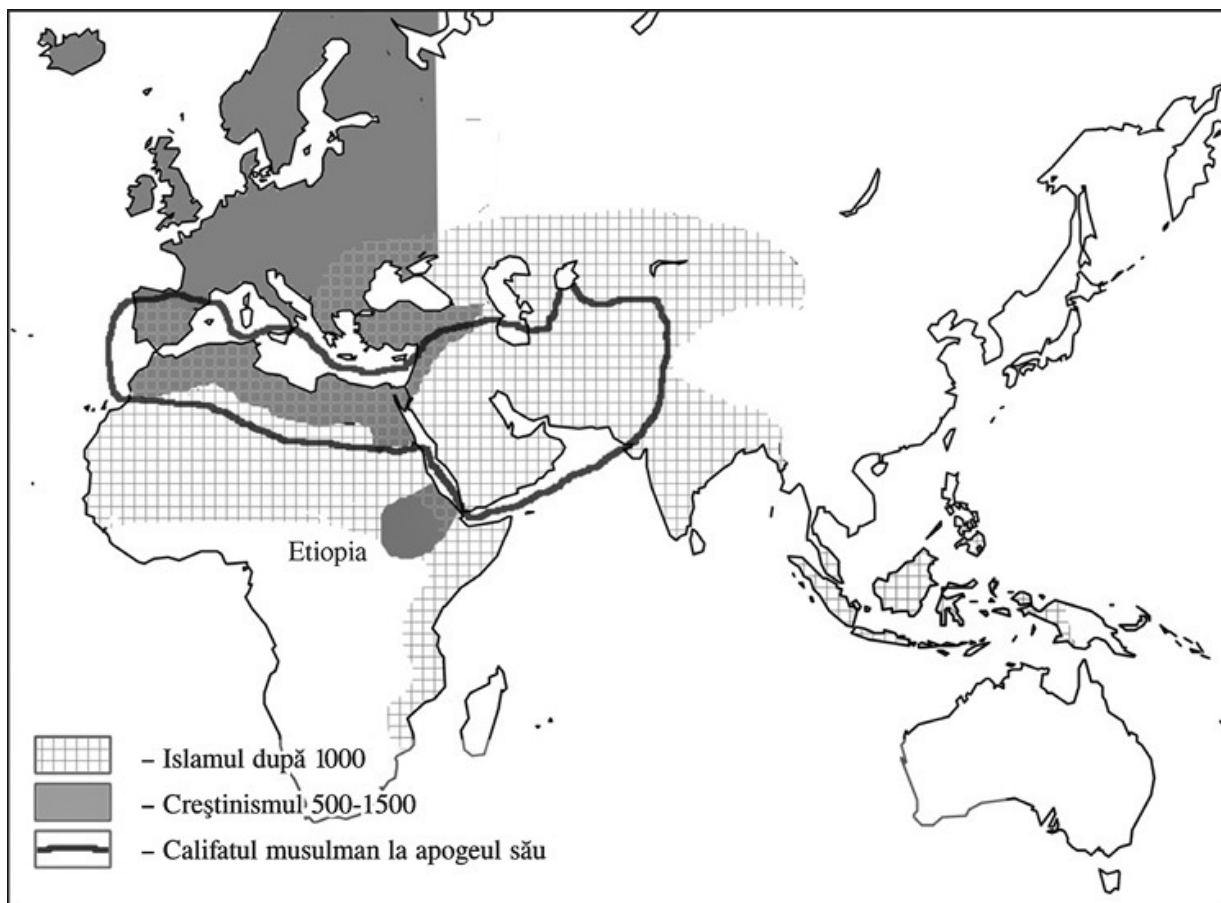 Etiopia
– Islamul după 1000
– Creştinismul 500-1500
– Califatul musulman la apogeul său